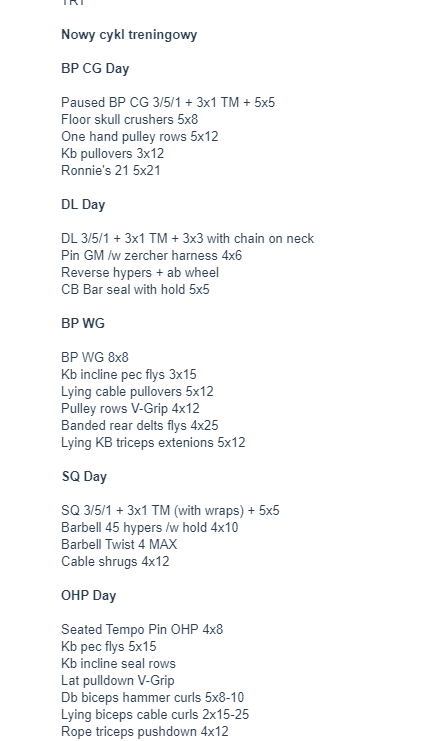 TRT
Nowy cykl treningowy
BP CG Day
Paused BP CG 3/5/1 + 3x1 TM + 5x5
Floor skull crushers 5x8
One hand pulley rows 5x12
Kb pullovers 3x12
Ronnie's 21 5x21
DL Day
DL 3/5/1 + 3x1 TM + 3x3 with chain on neck
Pin GM /w zercher harness 4x6
Reverse hypers + ab wheel
CB Bar seal with hold 5x5
BP WG
BP WG 8x8
Kb incline pec flys 3x15
Lying cable pullovers 5x12
Pulley rows V-Grip 4x12
Banded rear delts flys 4x25
Lying KB triceps extenions 5x12
SQ Day
SQ 3/5/1 + 3x1 TM (with wraps) + 5x5
Barbell 45 hypers /w hold 4x10
Barbell Twist 4 MAX
Cable shrugs 4x12
OHP Day
Seated Tempo Pin OHP 4x8
Kb pec flys 5x15
Kb incline seal rows
Lat pulldown V-Grip
Db biceps hammer curls 5x8-10
Lying biceps cable curls 2x15-25
Rope triceps pushdown 4x12